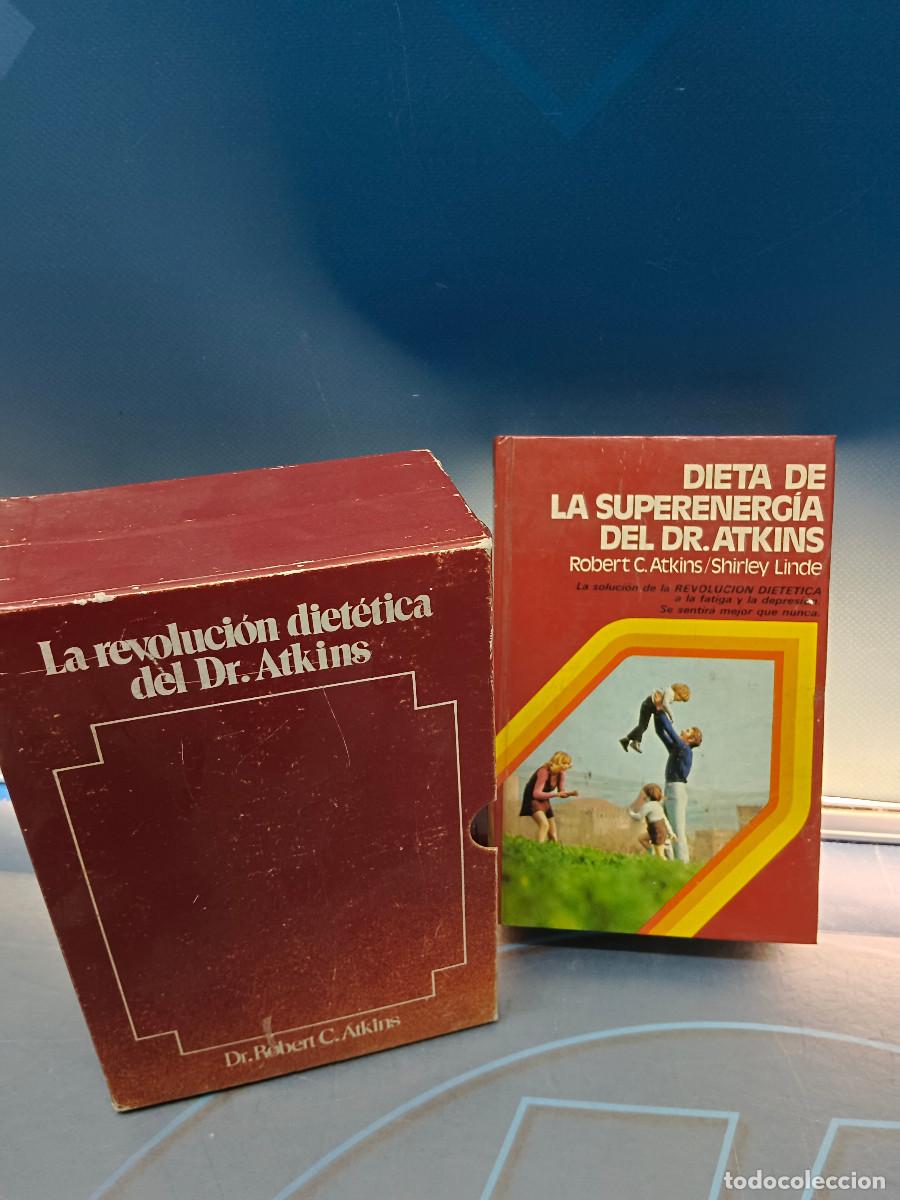 La revolución dietética
del Dr. Atkins
Dr. Robert C. Atkins
DIETA DE
LA SUPERENERGÍA
DEL DR. ATKINS
Robert C. Atkins/Shirley Linde
La solución de la REVOLUCION DIETETICA
a la fatiga y la depresión.
Se sentirá mejor que nunca.
todocoleccion